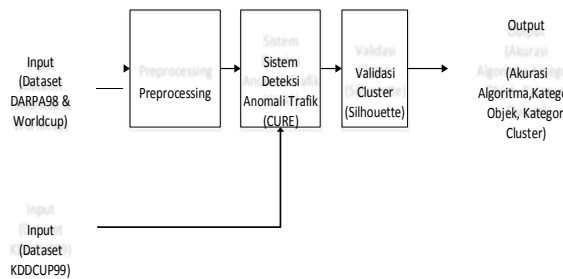 Input
(Dataset
DARPA98 &
Worldcup)
Preprocessing
Sistem
Deteksi
Anomali Trafik
(CURE)
Validasi
Cluster
(Silhouette)
Output
(Akurasi
Algoritma,Katego
Objek, Kategor
Cluster)
Input
(Dataset
KDDCUP99)